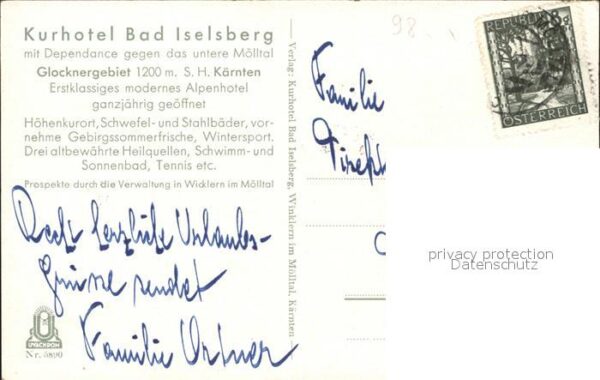 Kurhotel Bad Iselsberg
mit Dependance gegen das untere Mölltal
Glocknergebiet 1200 m. S. H. Kärnten
Erstklassiges modernes Alpenhotel
ganzjährig geöffnet
Höhenkurort, Schwefel- und Stahlbäder, vor-
nehme Gebirgssommerfrische, Wintersport.
Drei altbewährte Heilquellen, Schwimm- und
Sonnenbad, Tennis etc.
Prospekte durch die Verwaltung in Wicklern im Mölltal
Recht herzliche Urlaubs-
Grüsse sendet
Familie Ortner
Nr. 5890
Verlag: Kurhotel Bad Iselsberg, Winklern im Mölltal, Kärnten
98
Familie
REPUBLIK
ÖSTERREICH
privacy protection
Datenschutz